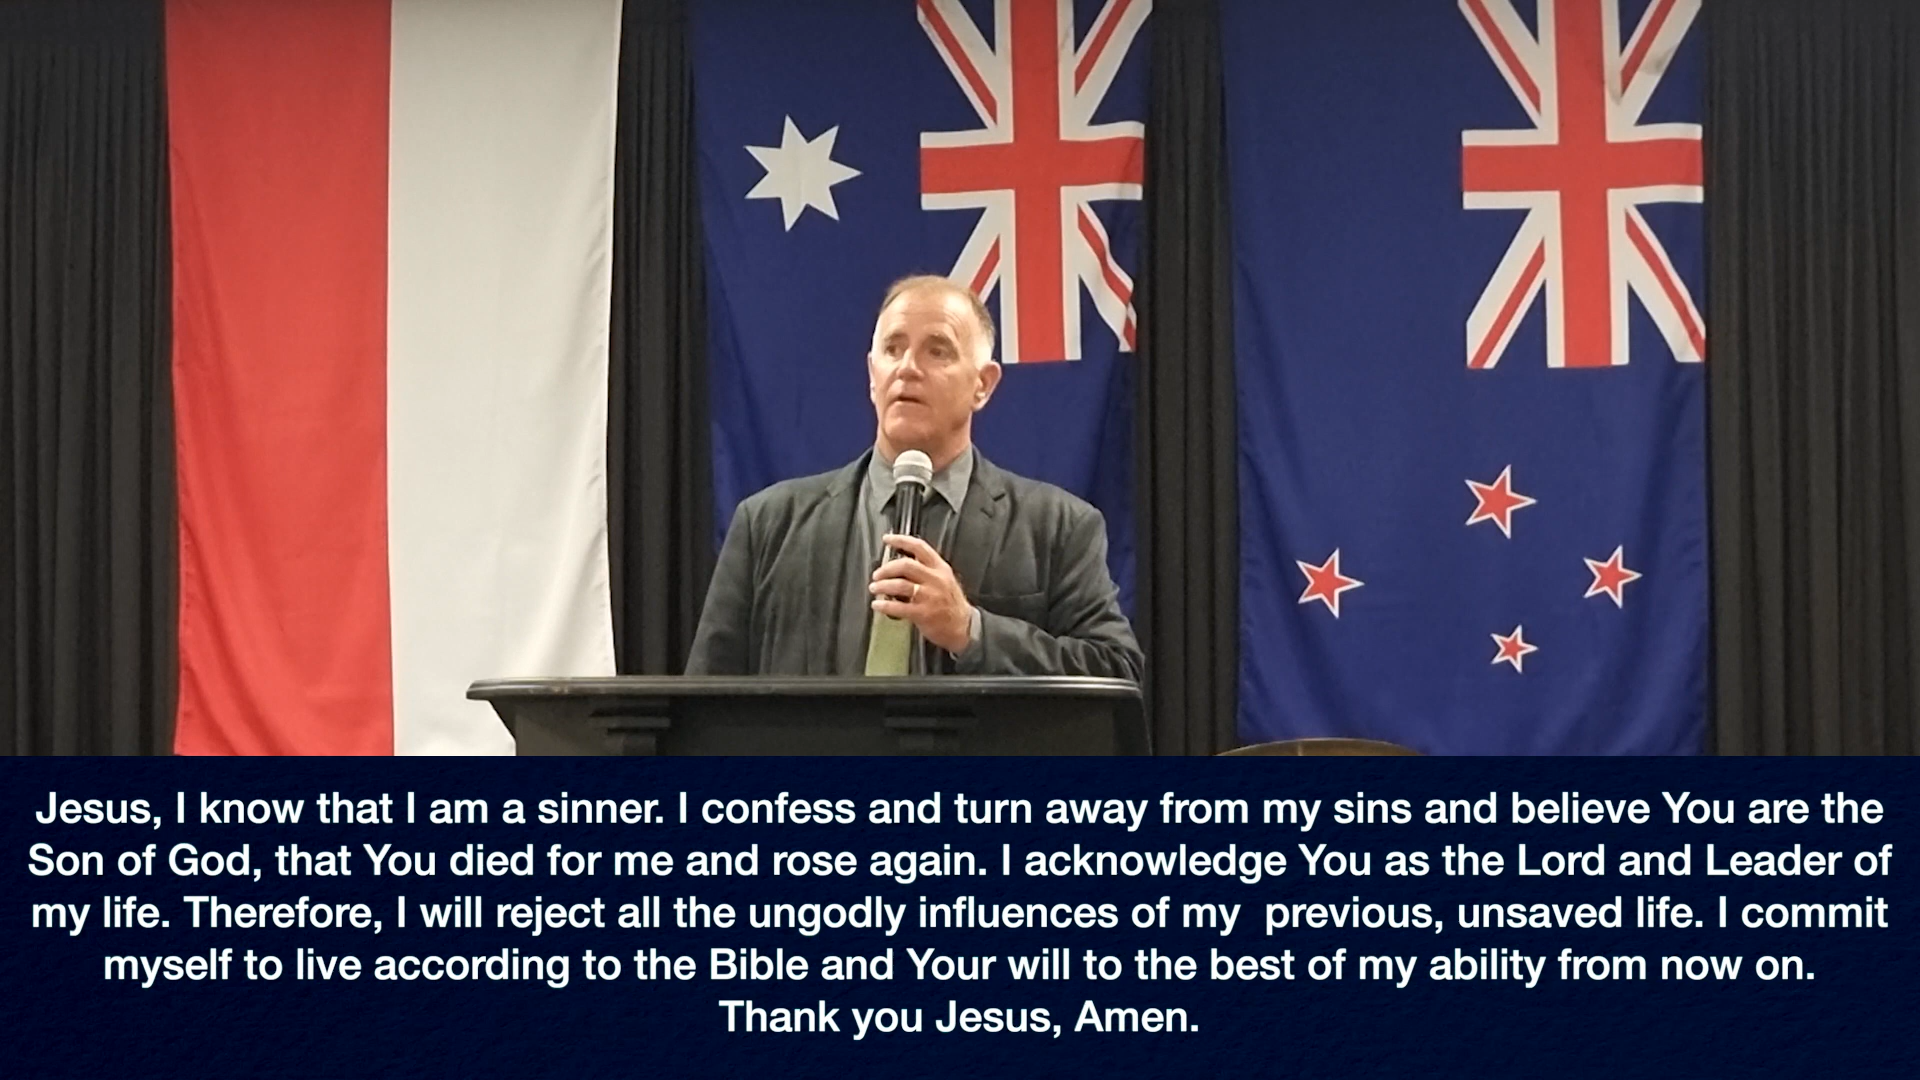 Jesus, I know that I am a sinner. I confess and turn away from my sins and believe You are the
Son of God, that You died for me and rose again. I acknowledge You as the Lord and Leader of
my life. Therefore, I will reject all the ungodly influences of my  previous, unsaved life. I commit
myself to live according to the Bible and Your will to the best of my ability from now on.
Thank you Jesus, Amen.